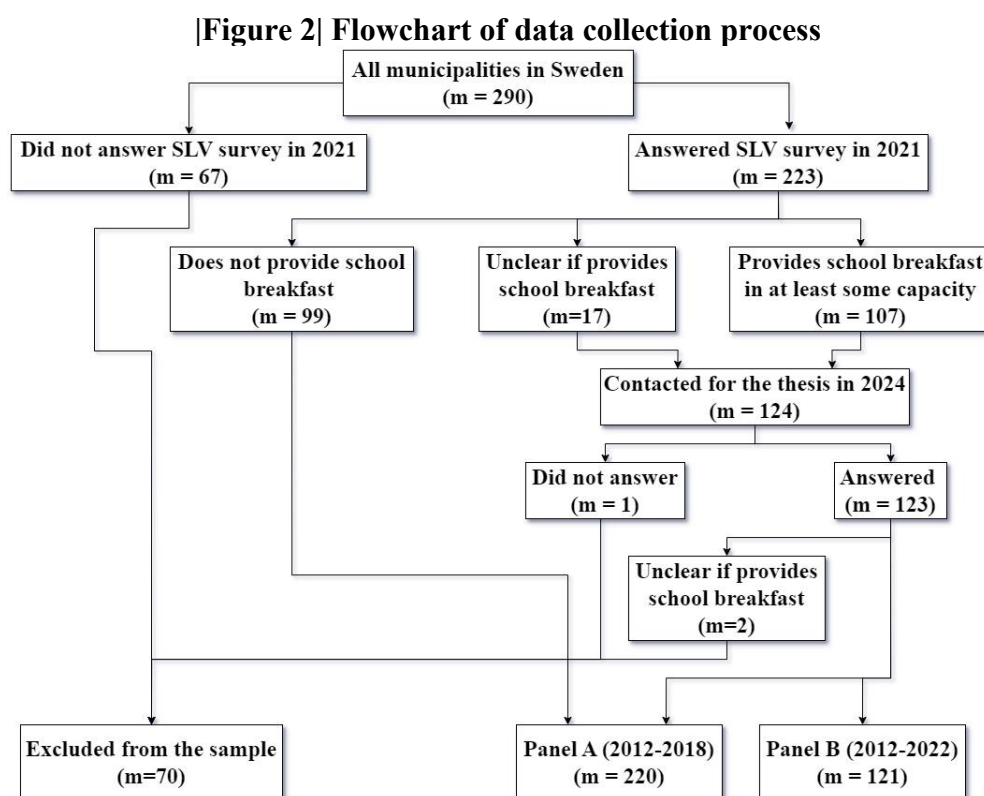 |Figure 2| Flowchart of data collection process
All municipalities in Sweden
(m = 290)
Did not answer SLV survey in 2021
(m = 67)
Answered SLV survey in 2021
(m = 223)
Does not provide school
breakfast
(m = 99)
Unclear if provides
school breakfast
(m=17)
Provides school breakfast
in at least some capacity
(m = 107)
Contacted for the thesis in 2024
(m = 124)
Did not answer
(m = 1)
Answered
(m = 123)
Unclear if provides
school breakfast
(m=2)
Excluded from the sample
(m=70)
Panel A (2012-2018)
(m = 220)
Panel B (2012-2022)
(m = 121)